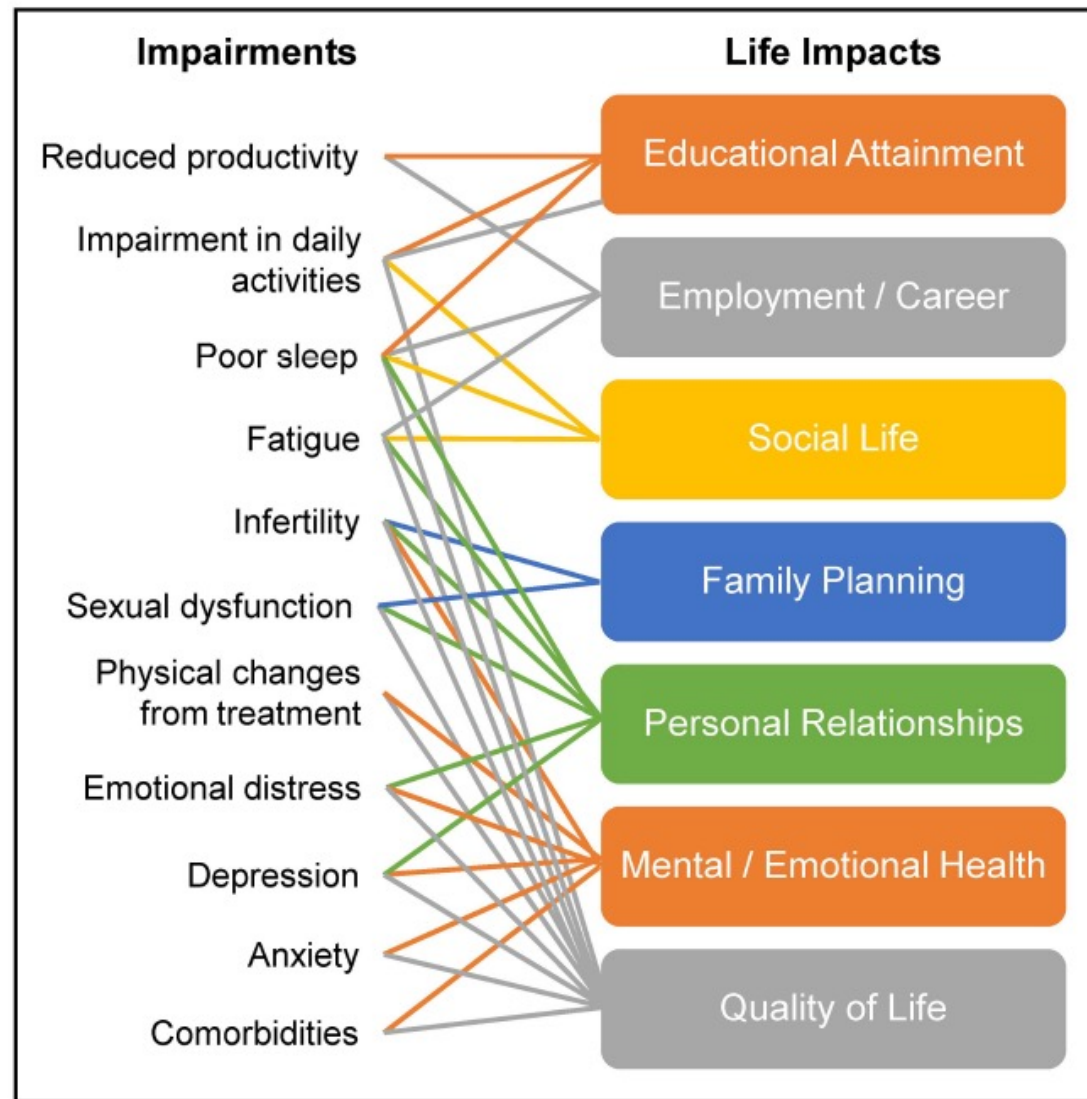 Impairments
Reduced productivity
Impairment in daily
activities
Poor sleep
Fatigue
Infertility
Sexual dysfunction
Physical changes
from treatment
Emotional distress
Depression
Anxiety
Comorbidities
Life Impacts
Educational Attainment
Employment / Career
Social Life
Family Planning
Personal Relationships
Mental / Emotional Health
Quality of Life